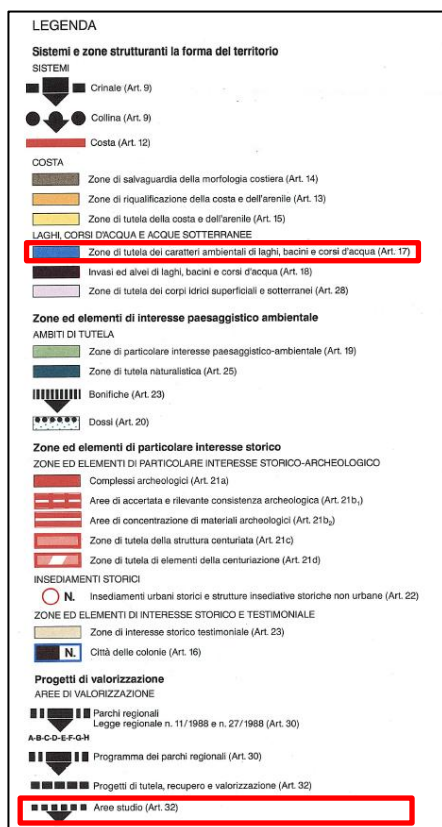 LEGENDA
Sistemi e zone strutturanti la forma del territorio
SISTEMI
Crinale (Art. 9)
Collina (Art. 9)
Costa (Art. 12)
COSTA
Zone di salvaguardia della morfologia costiera (Art. 14)
Zone di riqualificazione della costa e dell'arenile (Art. 13)
Zone di tutela della costa e dell'arenile (Art. 15)
LAGHI, CORSI D'ACQUA E ACQUE SOTTERRANEE
Zone di tutela dei caratteri ambientali di laghi, bacini e corsi d'acqua (Art. 17)
Invasi ed alvei di laghi, bacini e corsi d'acqua (Art. 18)
Zone di tutela dei corpi idrici superficiali e sotterranei (Art. 28)
Zone ed elementi di interesse paesaggistico ambientale
AMBITI DI TUTELA
Zone di particolare interesse paesaggistico-ambientale (Art. 19)
Zone di tutela naturalistica (Art. 25)
Bonifiche (Art. 23)
Dossi (Art. 20)
Zone ed elementi di particolare interesse storico
ZONE ED ELEMENTI DI PARTICOLARE INTERESSE STORICO-ARCHEOLOGICO
Complessi archeologici (Art. 21a)
Aree di accertata e rilevante consistenza archeologica (Art. 21b₁)
Aree di concentrazione di materiali archeologici (Art. 21b₂)
Zone di tutela della struttura centuriata (Art. 21c)
Zone di tutela di elementi della centuriazione (Art. 21d)
INSEDIAMENTI STORICI
N. Insediamenti urbani storici e strutture insediative storiche non urbane (Art. 22)
ZONE ED ELEMENTI DI INTERESSE STORICO E TESTIMONIALE
Zone di interesse storico testimoniale (Art. 23)
N. Città delle colonie (Art. 16)
Progetti di valorizzazione
AREE DI VALORIZZAZIONE
Parchi regionali
Legge regionale n. 11/1988 e n. 27/1988 (Art. 30)
A-B-C-D-E-F-G-H
Programma dei parchi regionali (Art. 30)
Progetti di tutela, recupero e valorizzazione (Art. 32)
Aree studio (Art. 32)